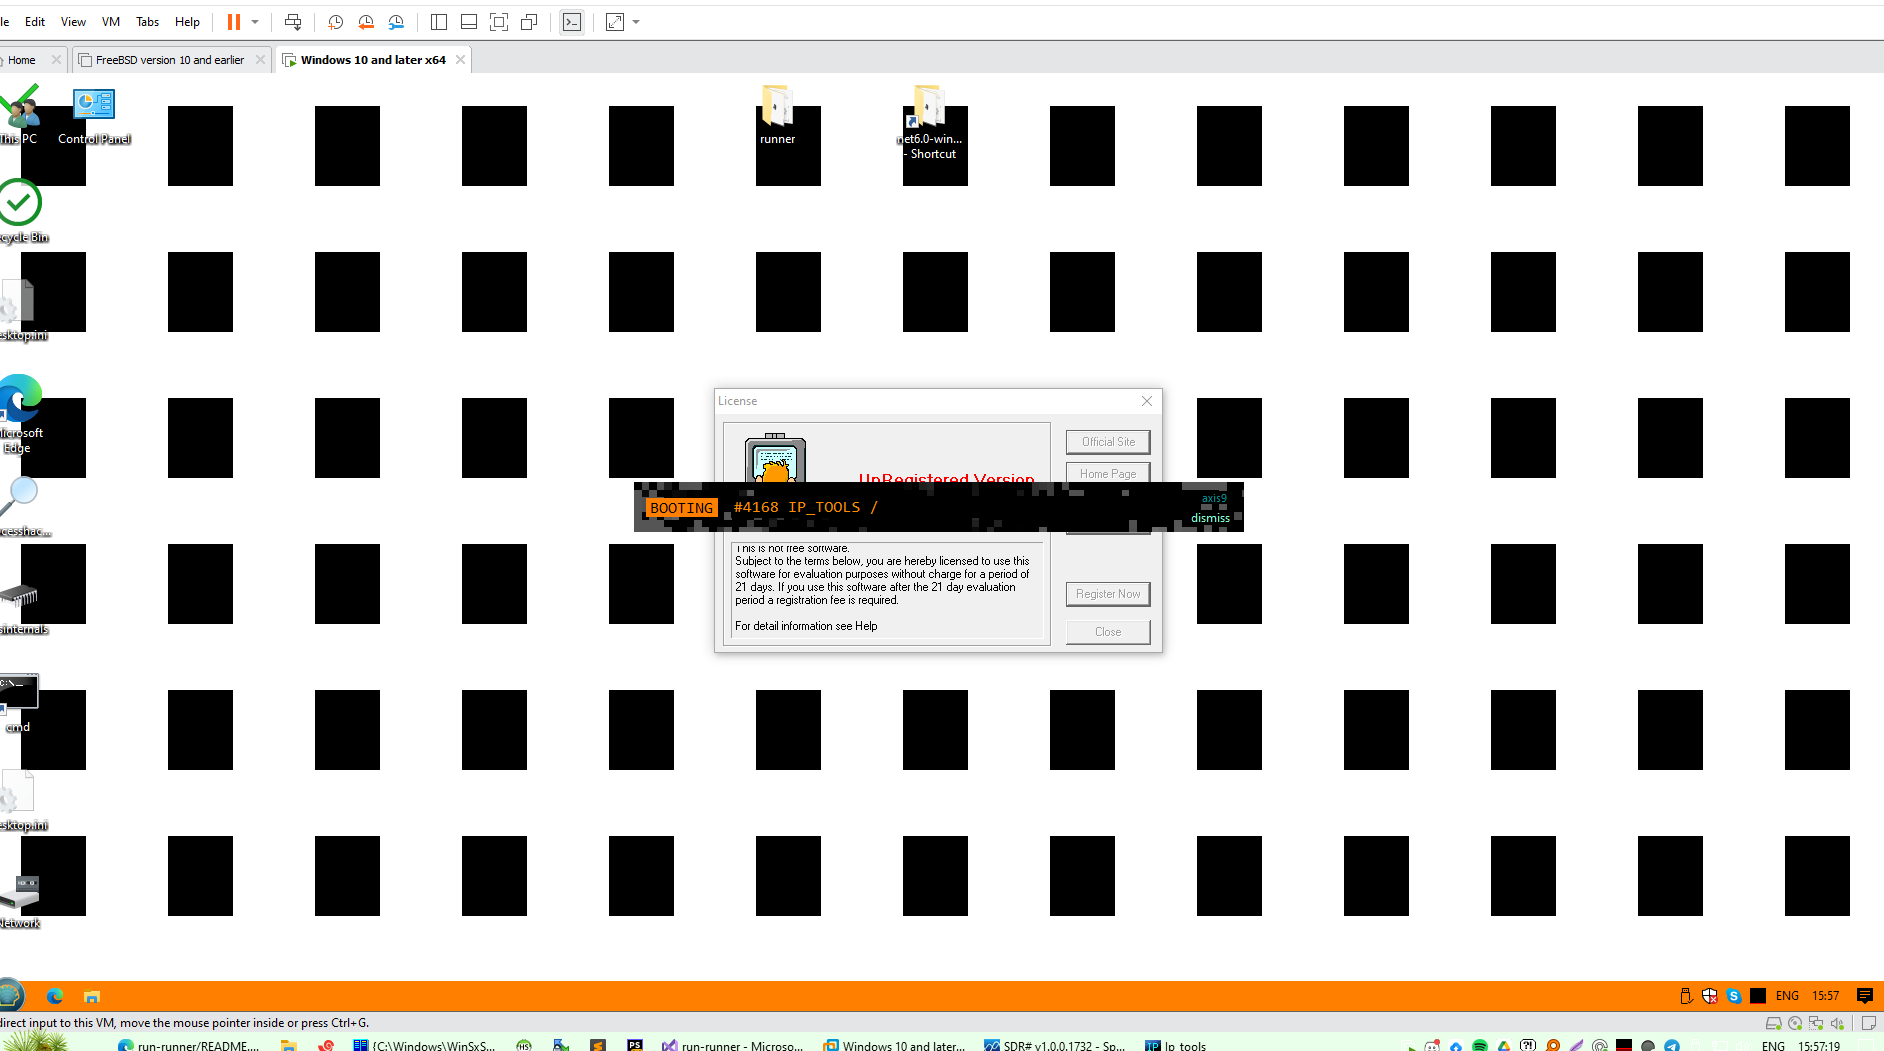 le Edit View VM Tabs Help
Home FreeBSD version 10 and earlier Windows 10 and later x64
This PC
Control Panel
runner
net6.0-win...
- Shortcut
ecycle Bin
esktop.ini
Microsoft
Edge
ocesshac...
sinternals
cmd
esktop.ini
Network
License
Official Site
UnRegistered Version
Home Page
BOOTING #4168 IP_TOOLS /
axis9
dismiss
This is not free software.
Subject to the terms below, you are hereby licensed to use this
software for evaluation purposes without charge for a period of
21 days. If you use this software after the 21 day evaluation
period a registration fee is required.
For detail information see Help
Register Now
Close
ENG 15:57
direct input to this VM, move the mouse pointer inside or press Ctrl+G.
run-runner/README.... {C:\Windows\WinSxS... run-runner - Microso... Windows 10 and later... SDR# v1.0.0.1732 - Sp... Ip_tools ENG 15:57:19